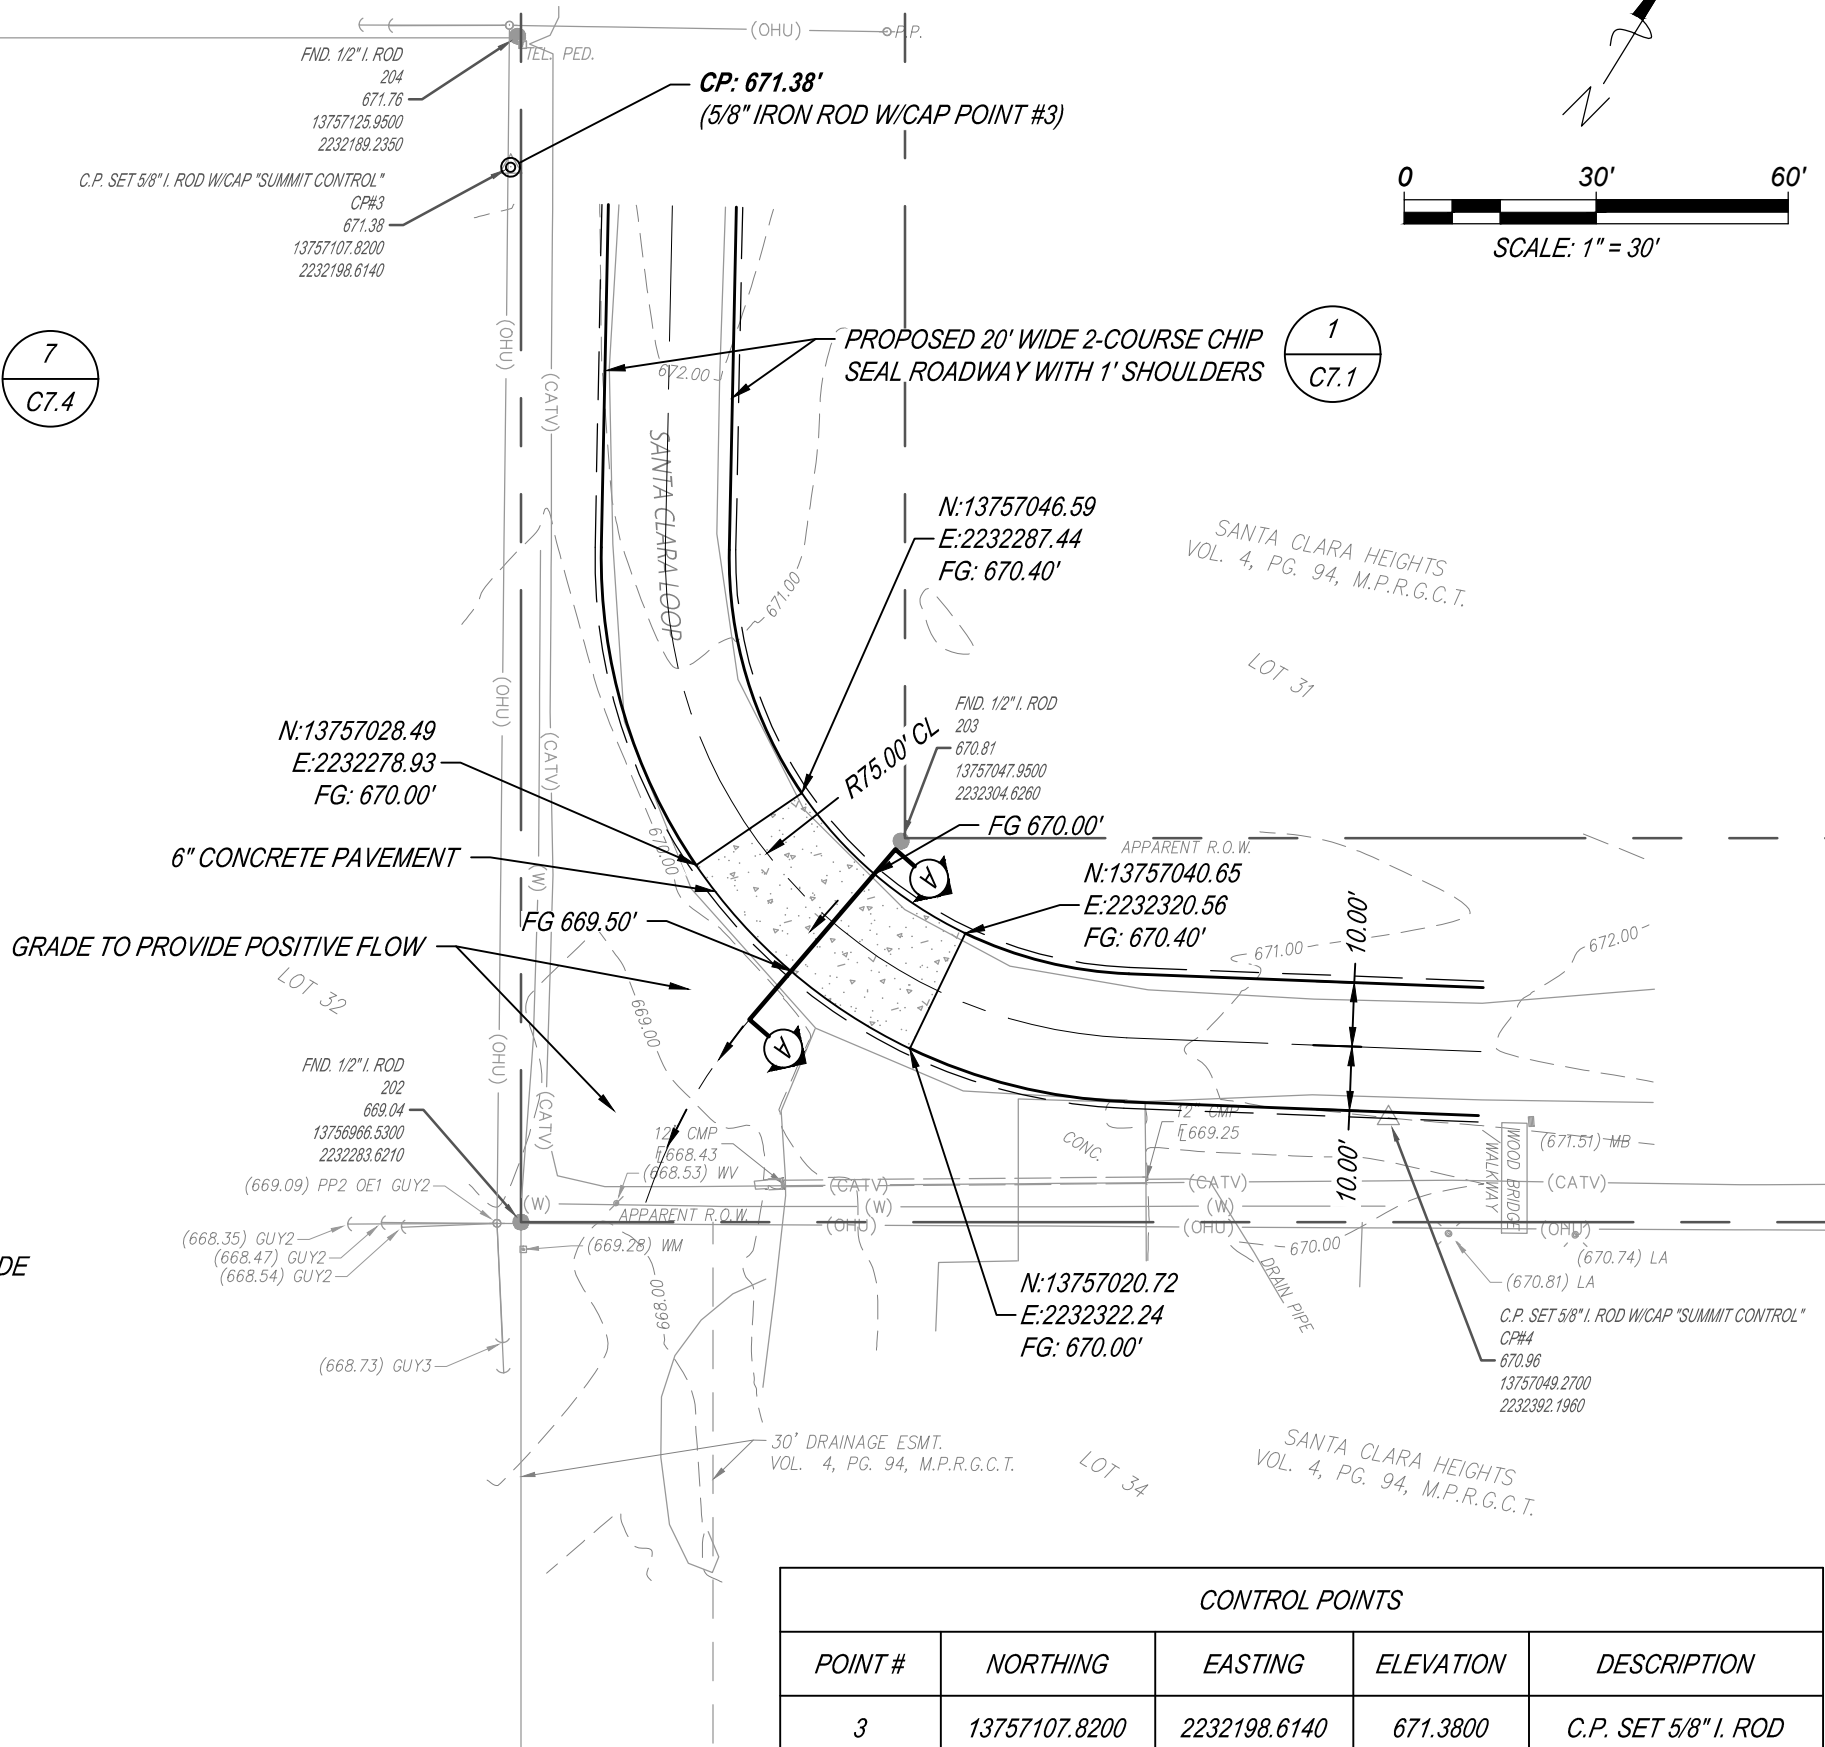 (OHU)
P.P.
TEL. PED.
FND. 1/2" I. ROD
204
671.76
13757125.9500
2232189.2350
CP: 671.38'
(5/8" IRON ROD W/CAP POINT #3)
N
0 30' 60'
SCALE: 1" = 30'
C.P. SET 5/8" I. ROD W/CAP "SUMMIT CONTROL"
CP#3
671.38
13757107.8200
2232198.6140
7
C7.4
(OHU)
(CATV)
672.00
PROPOSED 20' WIDE 2-COURSE CHIP
SEAL ROADWAY WITH 1' SHOULDERS
1
C7.1
SANTA CLARA LOOP
671.00
N:13757046.59
E:2232287.44
FG: 670.40'
SANTA CLARA HEIGHTS
VOL. 4, PG. 94, M.P.R.G.C.T.
LOT 31
(OHU)
(CATV)
N:13757028.49
E:2232278.93
FG: 670.00'
R75.00' CL
FND. 1/2" I. ROD
203
670.81
13757047.9500
2232304.6260
FG 670.00'
APPARENT R.O.W.
670.00
6" CONCRETE PAVEMENT
(W)
A
N:13757040.65
E:2232320.56
FG: 670.40'
FG 669.50'
GRADE TO PROVIDE POSITIVE FLOW
10.00'
671.00
672.00
LOT 32
669.00
(OHU)
(CATV)
A
FND. 1/2" I. ROD
202
669.04
13756966.5300
2232283.6210
12" CMP
668.43
(668.53) WV
12" CMP
669.25
CONC.
10.00'
WOOD BRIDGE
WALKWAY
(671.51) MB
(669.09) PP2 OE1 GUY2
(W)
(CATV)
(CATV)
(CATV)
(W)
(W)
APPARENT R.O.W.
(OHU)
(OHU)
(OHU)
(668.35) GUY2
(668.47) GUY2
(668.54) GUY2
(669.28) WM
670.00
(670.74) LA
(670.81) LA
DE
668.00
DRAIN PIPE
N:13757020.72
E:2232322.24
FG: 670.00'
C.P. SET 5/8" I. ROD W/CAP "SUMMIT CONTROL"
CP#4
670.96
13757049.2700
2232392.1960
(668.73) GUY3
30' DRAINAGE ESMT.
VOL. 4, PG. 94, M.P.R.G.C.T.
LOT 34
SANTA CLARA HEIGHTS
VOL. 4, PG. 94, M.P.R.G.C.T.
CONTROL POINTS
POINT # NORTHING EASTING ELEVATION DESCRIPTION
3 13757107.8200 2232198.6140 671.3800 C.P. SET 5/8" I. ROD